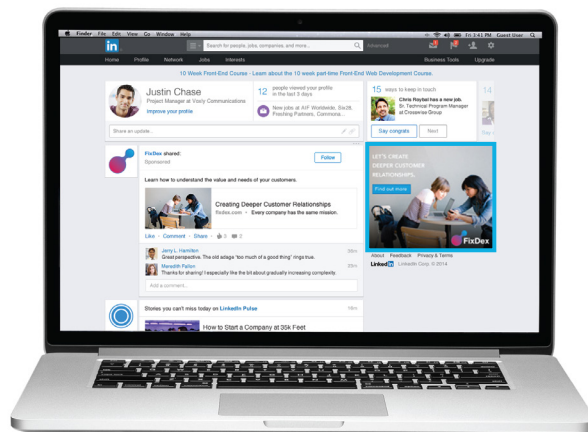 Finder File Edit View Go Window Help
Fri 3:41 PM Guest User
in
Search for people, jobs, companies, and more...
Advanced
Home Profile Network Jobs Interests
Business Tools Upgrade
10 Week Front-End Course - Learn about the 10 week part-time Front-End Web Development Course.
Justin Chase
Project Manager at Voxly Communications
Improve your profile
12 people viewed your profile
in the last 3 days
New jobs at
Freshing Partners, Communia...
Share an update...
15 ways to keep in touch
Chris Roybal has a new job.
Sr. Technical Program Manager
at Crosswise Group
Say congrats Next
14
FixDex shared:
Sponsored
Follow
Learn how to understand the value and needs of your customers.
Creating Deeper Customer Relationships
fixdex.com • Every company has the same mission.
Like • Comment • Share • 3 2
Jerry L. Hamilton
Great perspective. The old adage "too much of a good thing" rings true.
Meredith Fallon
Thanks for sharing! I especially like the bit about gradually increasing complexity.
Add a comment...
LET'S CREATE
DEEPER CUSTOMER
RELATIONSHIPS.
Find out more
FixDex
About Feedback Privacy & Terms
LinkedIn LinkedIn Corp. © 2014
Stories you can't miss today on LinkedIn Pulse
How to Start a Company at 35k Feet